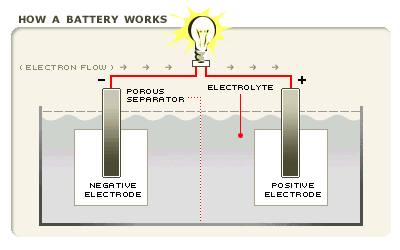 HOW A BATTERY WORKS
( ELECTRON FLOW )
- +
POROUS
SEPARATOR
ELECTROLYTE
NEGATIVE
ELECTRODE
POSITIVE
ELECTRODE